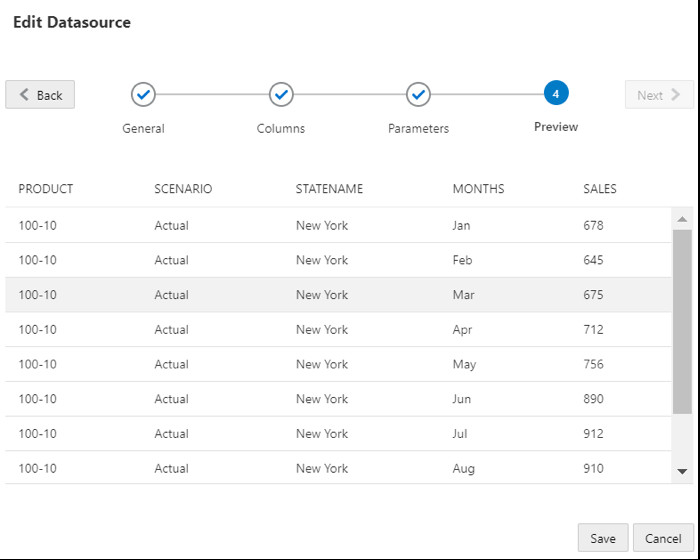 Edit Datasource
Back 4 Next
General Columns Parameters Preview
PRODUCT SCENARIO STATENAME MONTHS SALES
100-10 Actual New York Jan 678
100-10 Actual New York Feb 645
100-10 Actual New York Mar 675
100-10 Actual New York Apr 712
100-10 Actual New York May 756
100-10 Actual New York Jun 890
100-10 Actual New York Jul 912
100-10 Actual New York Aug 910
Save Cancel